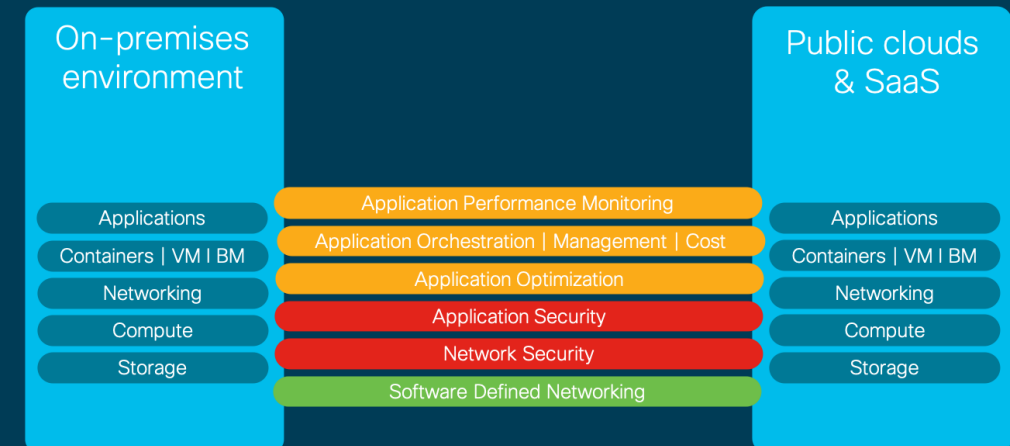 On-premises
environment
Applications
Containers | VM I BM
Networking
Compute
Storage
Application Performance Monitoring
Application Orchestration | Management | Cost
Application Optimization
Application Security
Network Security
Software Defined Networking
Public clouds
& SaaS
Applications
Containers | VM I BM
Networking
Compute
Storage